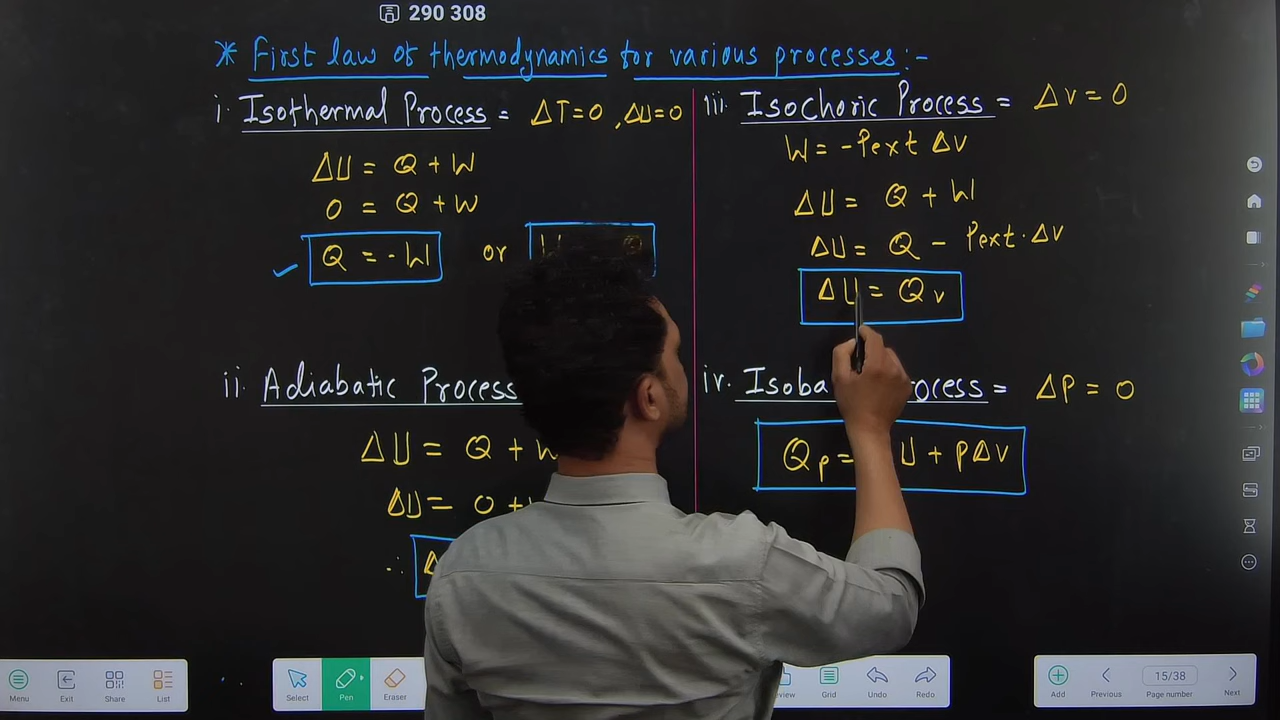 290 308
* First law of thermodynamics for various processes :-
i. Isothermal Process = ΔT=0, ΔU=0
ΔU = Q + W
0 = Q + W
Q = - W or
ii. Adiabatic Process
ΔU = Q +
ΔU = 0 +
∴
iii. Isochoric Process = ΔV = 0
W = - Pext ΔV
ΔU = Q + W
ΔU = Q - Pext · ΔV
ΔU = Qv
iv. = ΔP = 0
Qp = U + PΔV
Menu Exit Share List
Select Pen Eraser
Grid Undo Redo
Add Previous 15/38 Page number Next